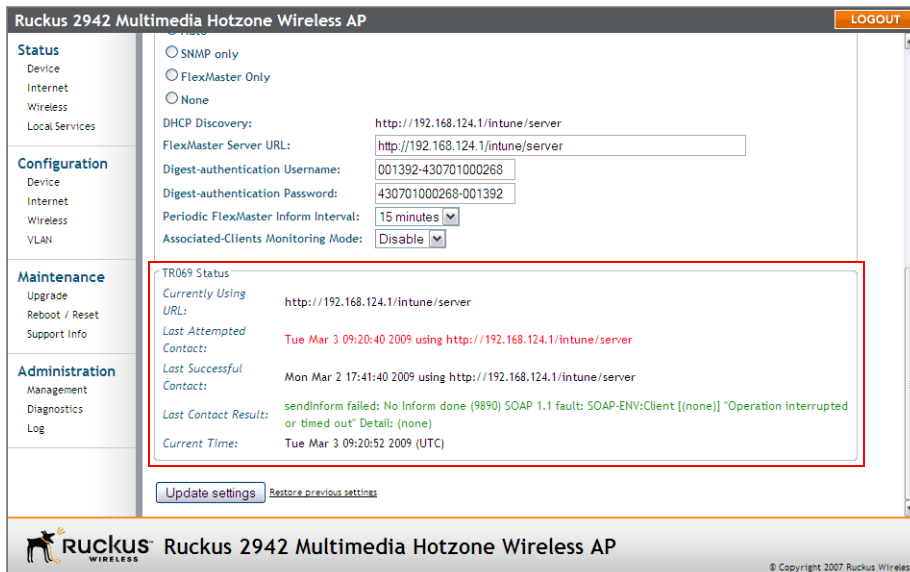 Ruckus 2942 Multimedia Hotzone Wireless AP
LOGOUT
Status
Device
Internet
Wireless
Local Services
Configuration
Device
Internet
Wireless
VLAN
Maintenance
Upgrade
Reboot / Reset
Support Info
Administration
Management
Diagnostics
Log
Auto
SNMP only
FlexMaster Only
None
DHCP Discovery: http://192.168.124.1/intune/server
FlexMaster Server URL: http://192.168.124.1/intune/server
Digest-authentication Username: 001392-430701000268
Digest-authentication Password: 430701000268-001392
Periodic FlexMaster Inform Interval: 15 minutes
Associated-Clients Monitoring Mode: Disable
TR069 Status
Currently Using
URL: http://192.168.124.1/intune/server
Last Attempted
Contact: Tue Mar 3 09:20:40 2009 using http://192.168.124.1/intune/server
Last Successful
Contact: Mon Mar 2 17:41:40 2009 using http://192.168.124.1/intune/server
Last Contact Result: sendInform failed: No Inform done (9890) SOAP 1.1 fault: SOAP-ENV:Client [(none)] "Operation interrupted
or timed out" Detail: (none)
Current Time: Tue Mar 3 09:20:52 2009 (UTC)
Update settings Restore previous settings
RUCKUS WIRELESS Ruckus 2942 Multimedia Hotzone Wireless AP
© Copyright 2007 Ruckus Wireles